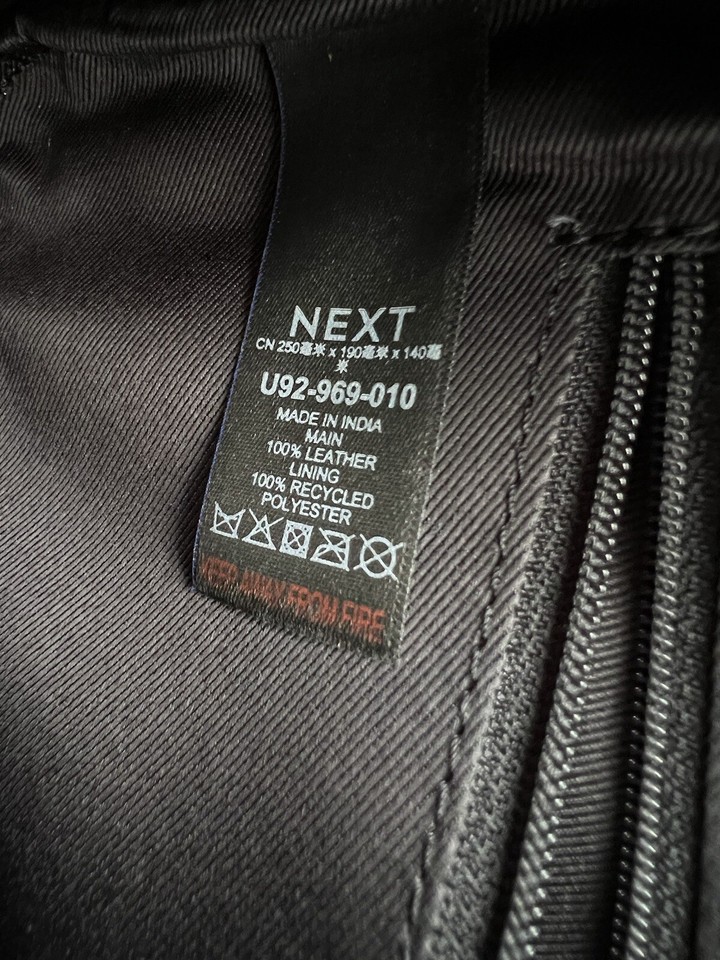 NEXT
CN 250毫米 x 190毫米 x 140毫
米
U92-969-010
MADE IN INDIA
MAIN
100% LEATHER
LINING
100% RECYCLED
POLYESTER
KEEP AWAY FROM FIRE